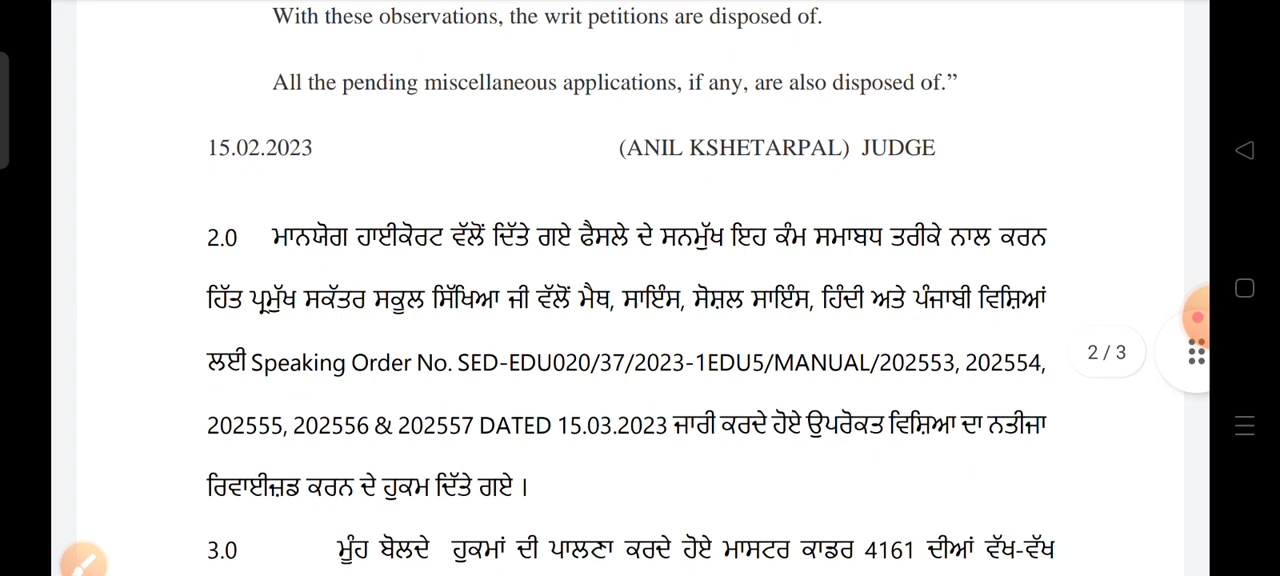 With these observations, the writ petitions are disposed of.
All the pending miscellaneous applications, if any, are also disposed of.”
15.02.2023 (ANIL KSHETARPAL) JUDGE
2.0 ਮਾਨਯੋਗ ਹਾਈਕੋਰਟ ਵੱਲੋਂ ਦਿੱਤੇ ਗਏ ਫੈਸਲੇ ਦੇ ਸਨਮੁੱਖ ਇਹ ਕੰਮ ਸਮਾਬਧ ਤਰੀਕੇ ਨਾਲ ਕਰਨ
ਹਿੱਤ ਪ੍ਰਮੁੱਖ ਸਕੱਤਰ ਸਕੂਲ ਸਿੱਖਿਆ ਜੀ ਵੱਲੋਂ ਮੈਥ, ਸਾਇੰਸ, ਸੋਸ਼ਲ ਸਾਇੰਸ, ਹਿੰਦੀ ਅਤੇ ਪੰਜਾਬੀ ਵਿਸ਼ਿਆਂ
ਲਈ Speaking Order No. SED-EDU020/37/2023-1EDU5/MANUAL/202553, 202554,
2/3
202555, 202556 & 202557 DATED 15.03.2023 ਜਾਰੀ ਕਰਦੇ ਹੋਏ ਉਪਰੋਕਤ ਵਿਸ਼ਿਆ ਦਾ ਨਤੀਜਾ
ਰਿਵਾਈਜ਼ਡ ਕਰਨ ਦੇ ਹੁਕਮ ਦਿੱਤੇ ਗਏ ।
3.0 ਮੂੰਹ ਬੋਲਦੇ ਹੁਕਮਾਂ ਦੀ ਪਾਲਣਾ ਕਰਦੇ ਹੋਏ ਮਾਸਟਰ ਕਾਡਰ 4161 ਦੀਆਂ ਵੱਖ-ਵੱਖ